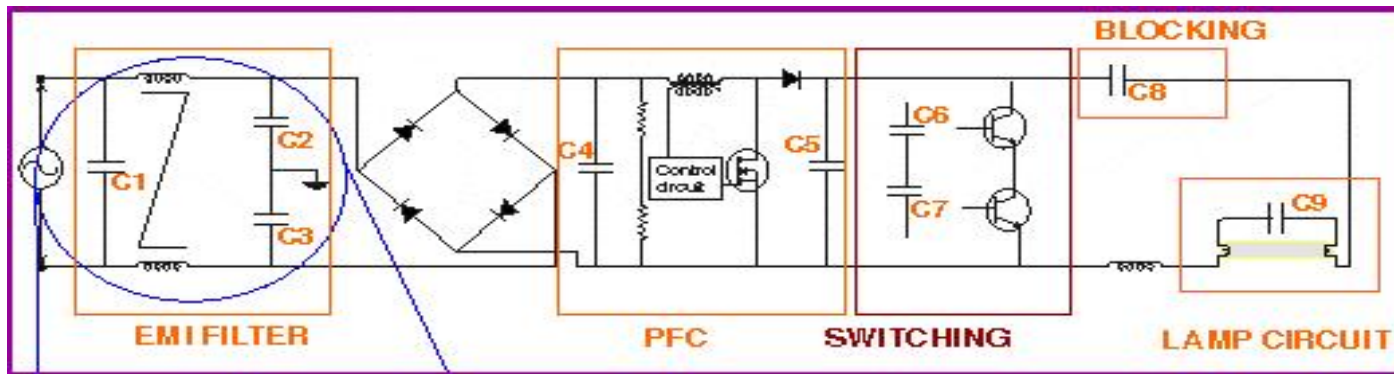 BLOCKING
C8
C6
C2
C4
C5
C1
Control
circuit
C7
C9
C3
EMI FILTER
PFC
SWITCHING
LAMP CIRCUIT